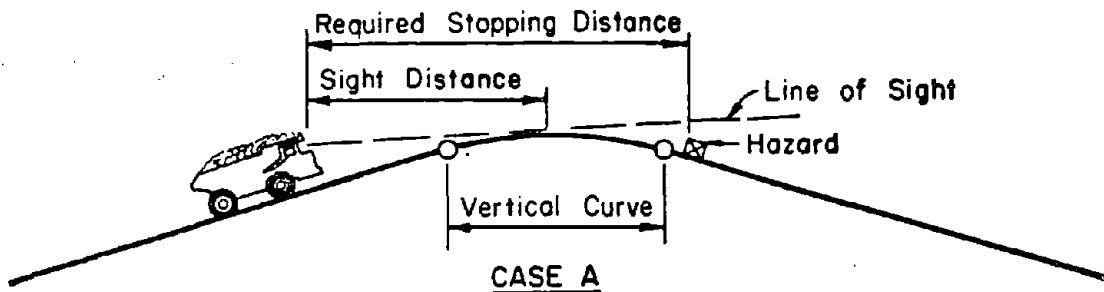 Required Stopping Distance
Sight Distance
Line of Sight
Hazard
Vertical Curve
CASE A